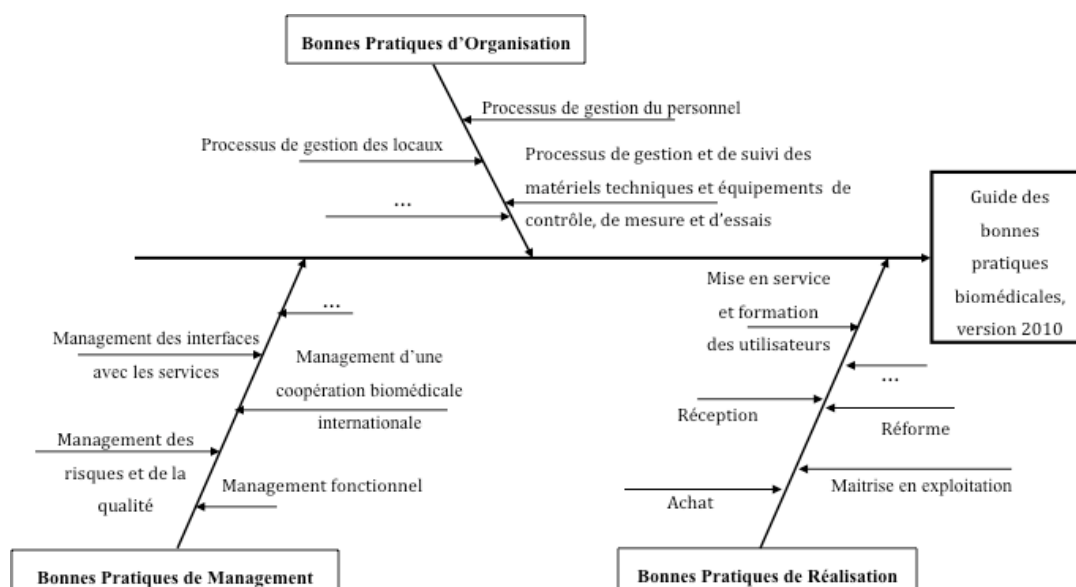 Bonnes Pratiques d'Organisation
Processus de gestion du personnel
Processus de gestion des locaux
Processus de gestion et de suivi des
matériels techniques et équipements de
contrôle, de mesure et d'essais
...
Guide des
bonnes
pratiques
biomédicales,
version 2010
Mise en service
et formation
des utilisateurs
...
Management des interfaces
avec les services
Management d'une
coopération biomédicale
internationale
...
Réception
Réforme
Management des
risques et de la
qualité
Management fonctionnel
Maitrise en exploitation
Achat
Bonnes Pratiques de Management
Bonnes Pratiques de Réalisation